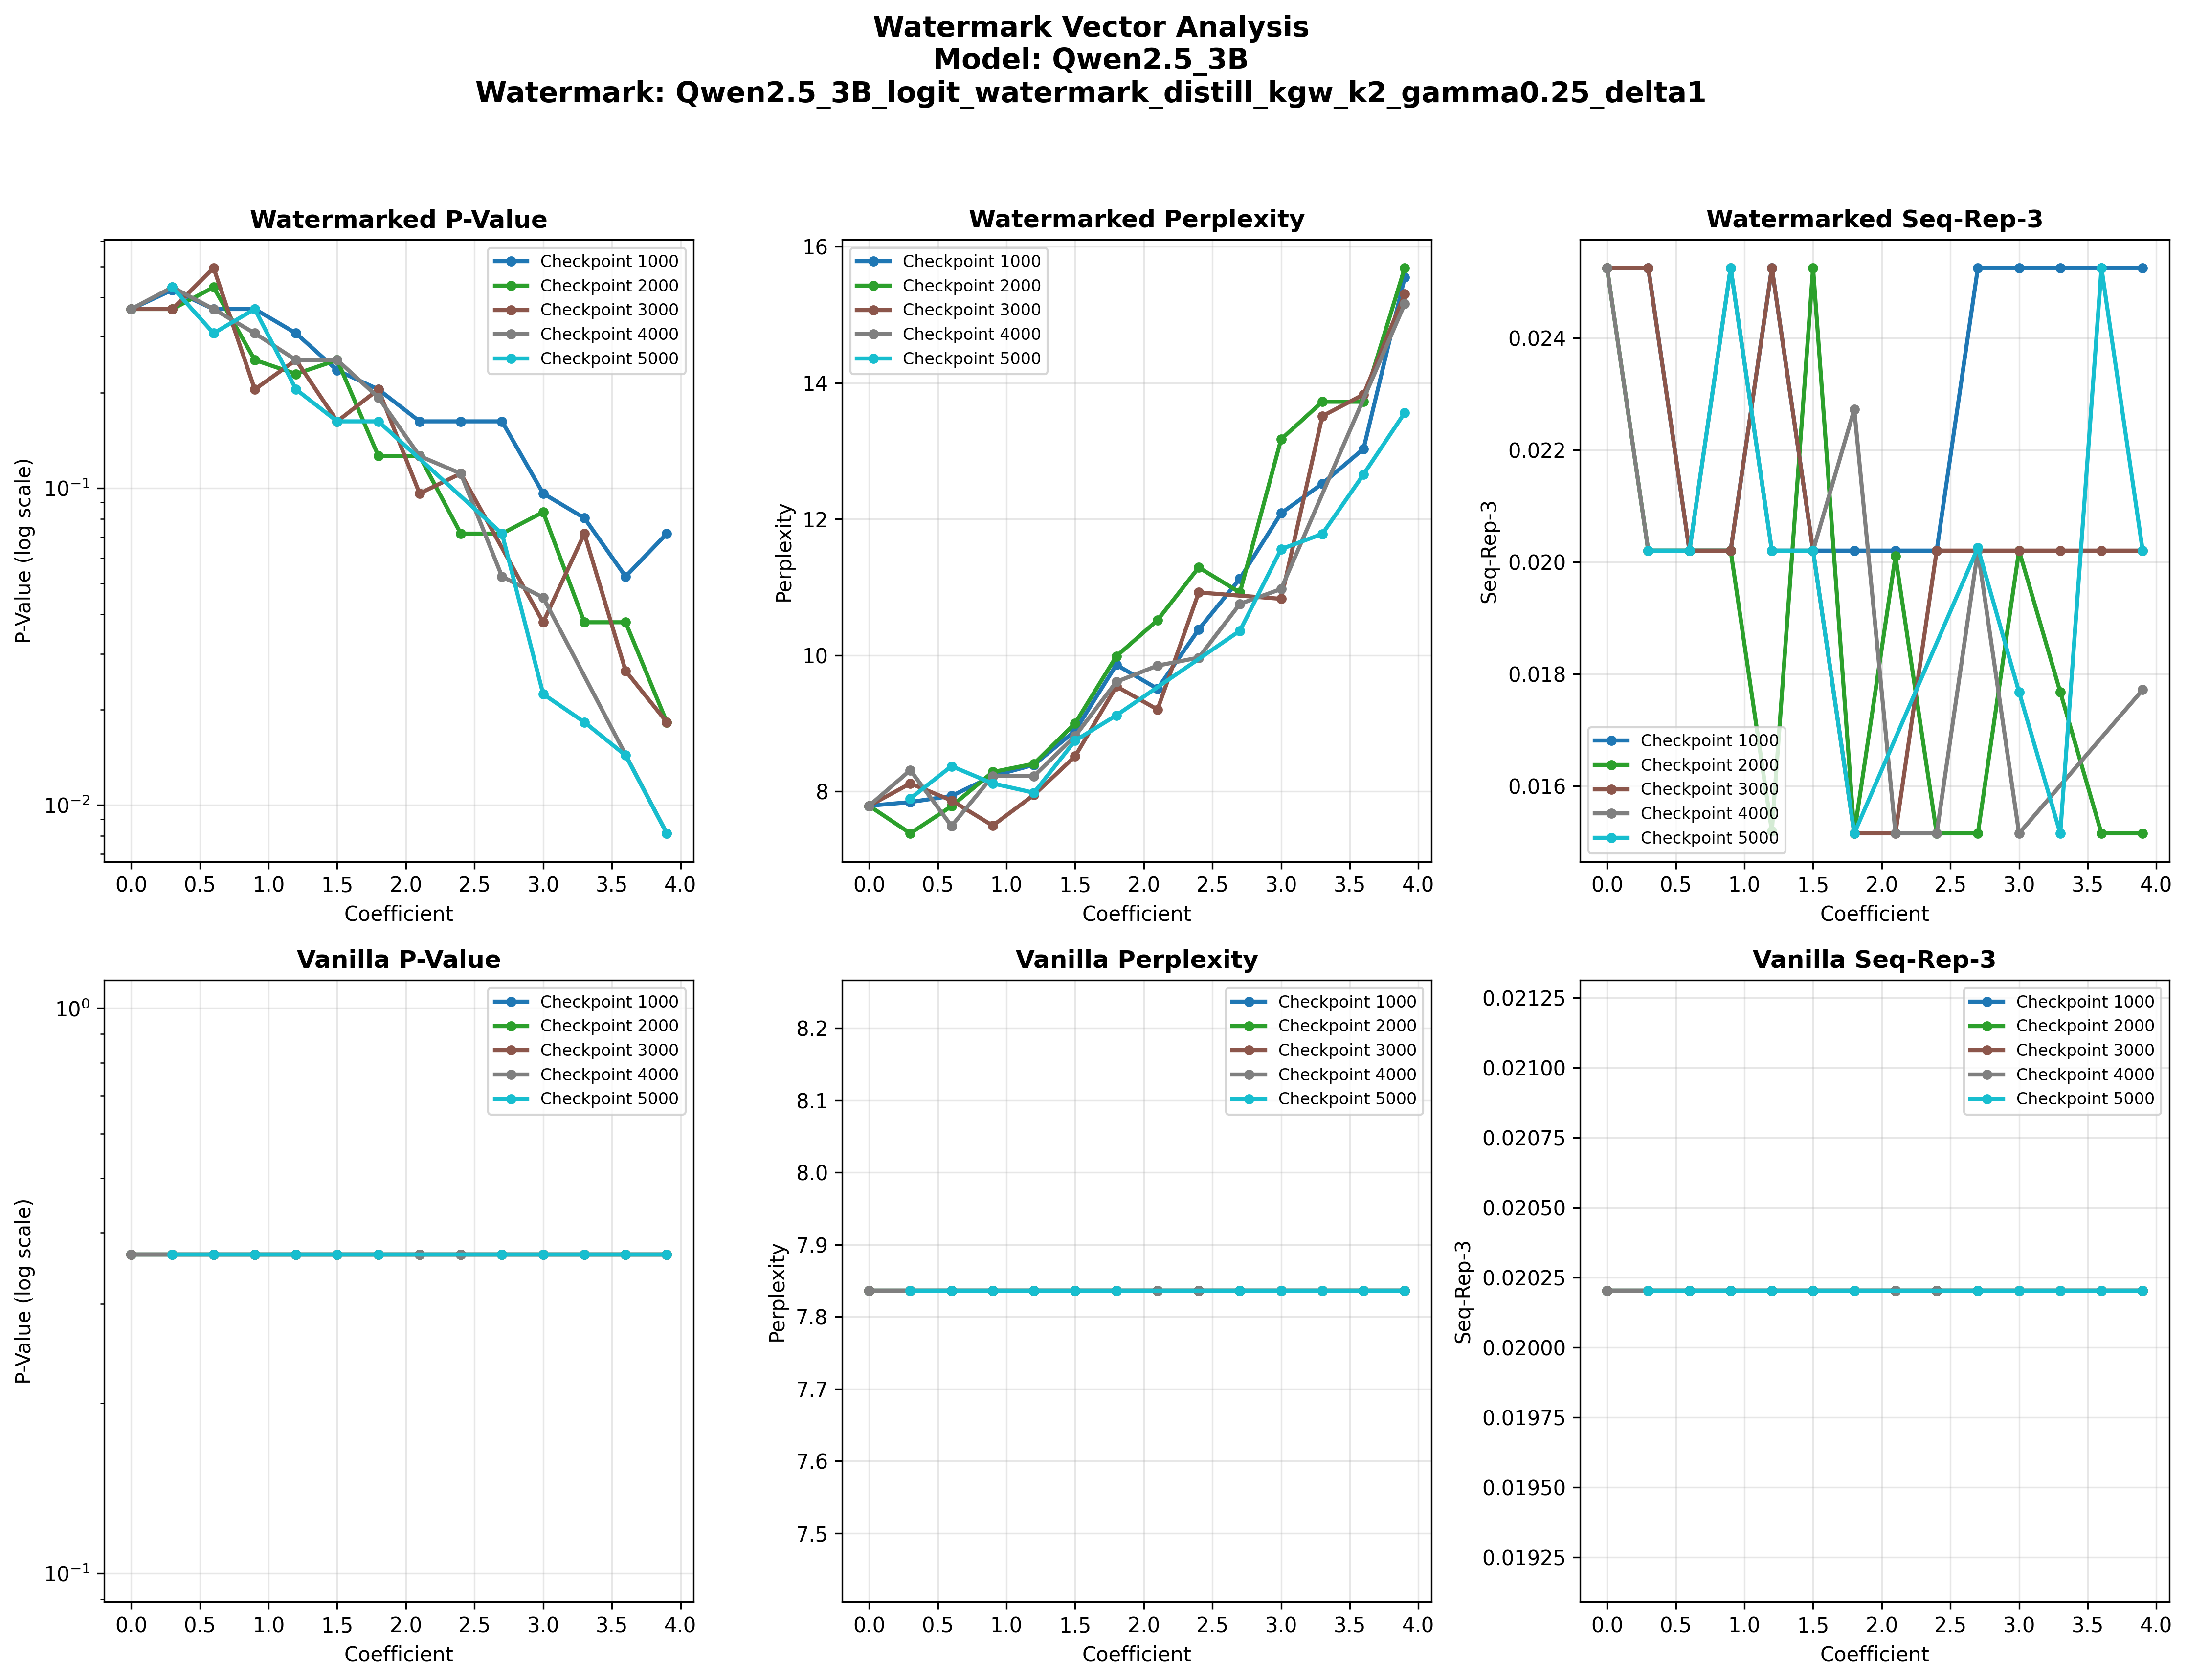 Watermark Vector Analysis
Model: Qwen2.5_3B
Watermark: Qwen2.5_3B_logit_watermark_distill_kgw_k2_gamma0.25_delta1
Watermarked P-Value
P-Value (log scale)
10⁻¹
10⁻²
0.0 0.5 1.0 1.5 2.0 2.5 3.0 3.5 4.0
Coefficient
Checkpoint 1000
Checkpoint 2000
Checkpoint 3000
Checkpoint 4000
Checkpoint 5000
Watermarked Perplexity
Perplexity
16
14
12
10
8
0.0 0.5 1.0 1.5 2.0 2.5 3.0 3.5 4.0
Coefficient
Checkpoint 1000
Checkpoint 2000
Checkpoint 3000
Checkpoint 4000
Checkpoint 5000
Watermarked Seq-Rep-3
Seq-Rep-3
0.024
0.022
0.020
0.018
0.016
0.0 0.5 1.0 1.5 2.0 2.5 3.0 3.5 4.0
Coefficient
Checkpoint 1000
Checkpoint 2000
Checkpoint 3000
Checkpoint 4000
Checkpoint 5000
Vanilla P-Value
P-Value (log scale)
10⁰
10⁻¹
0.0 0.5 1.0 1.5 2.0 2.5 3.0 3.5 4.0
Coefficient
Checkpoint 1000
Checkpoint 2000
Checkpoint 3000
Checkpoint 4000
Checkpoint 5000
Vanilla Perplexity
Perplexity
8.2
8.1
8.0
7.9
7.8
7.7
7.6
7.5
0.0 0.5 1.0 1.5 2.0 2.5 3.0 3.5 4.0
Coefficient
Checkpoint 1000
Checkpoint 2000
Checkpoint 3000
Checkpoint 4000
Checkpoint 5000
Vanilla Seq-Rep-3
Seq-Rep-3
0.02125
0.02100
0.02075
0.02050
0.02025
0.02000
0.01975
0.01950
0.01925
0.0 0.5 1.0 1.5 2.0 2.5 3.0 3.5 4.0
Coefficient
Checkpoint 1000
Checkpoint 2000
Checkpoint 3000
Checkpoint 4000
Checkpoint 5000